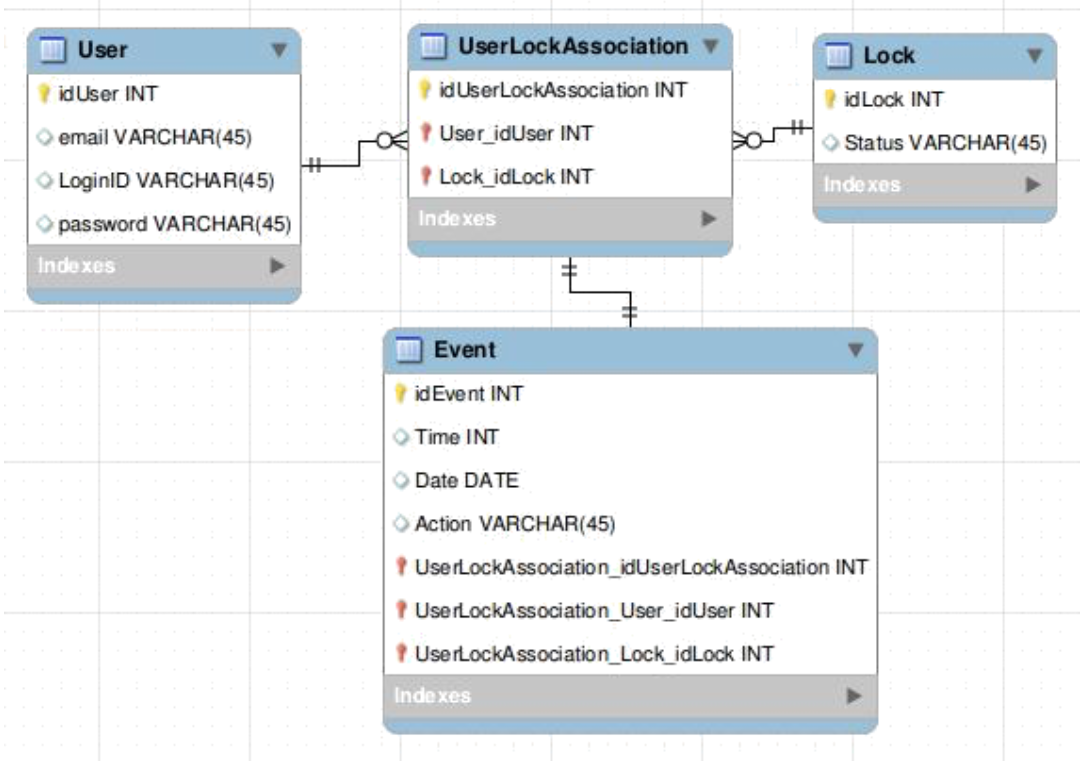 User
idUser INT
email VARCHAR(45)
LoginID VARCHAR(45)
password VARCHAR(45)
Indexes
UserLockAssociation
idUserLockAssociation INT
User_idUser INT
Lock_idLock INT
Indexes
Lock
idLock INT
Status VARCHAR(45)
Indexes
Event
idEvent INT
Time INT
Date DATE
Action VARCHAR(45)
UserLockAssociation_idUserLockAssociation INT
UserLockAssociation_User_idUser INT
UserLockAssociation_Lock_idLock INT
Indexes